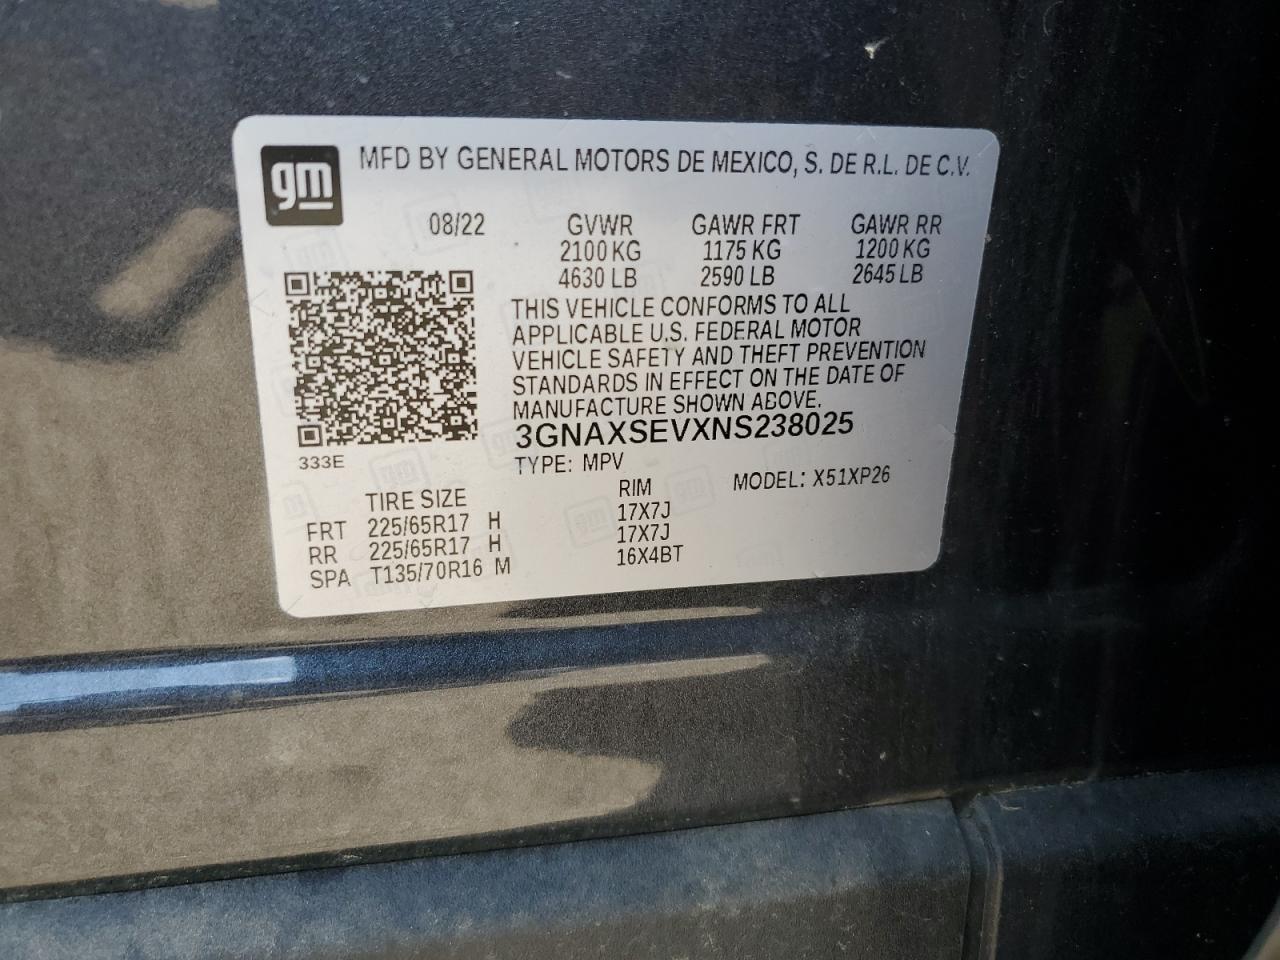 gm
MFD BY GENERAL MOTORS DE MEXICO, S. DE R.L. DE C.V.
08/22 GVWR GAWR FRT GAWR RR
2100 KG 1175 KG 1200 KG
4630 LB 2590 LB 2645 LB
THIS VEHICLE CONFORMS TO ALL
APPLICABLE U.S. FEDERAL MOTOR
VEHICLE SAFETY AND THEFT PREVENTION
STANDARDS IN EFFECT ON THE DATE OF
MANUFACTURE SHOWN ABOVE.
3GNAXSEVXNS238025
333E
TYPE: MPV
MODEL: X51XP26
TIRE SIZE RIM
FRT 225/65R17 H 17X7J
RR 225/65R17 H 17X7J
SPA T135/70R16 M 16X4BT